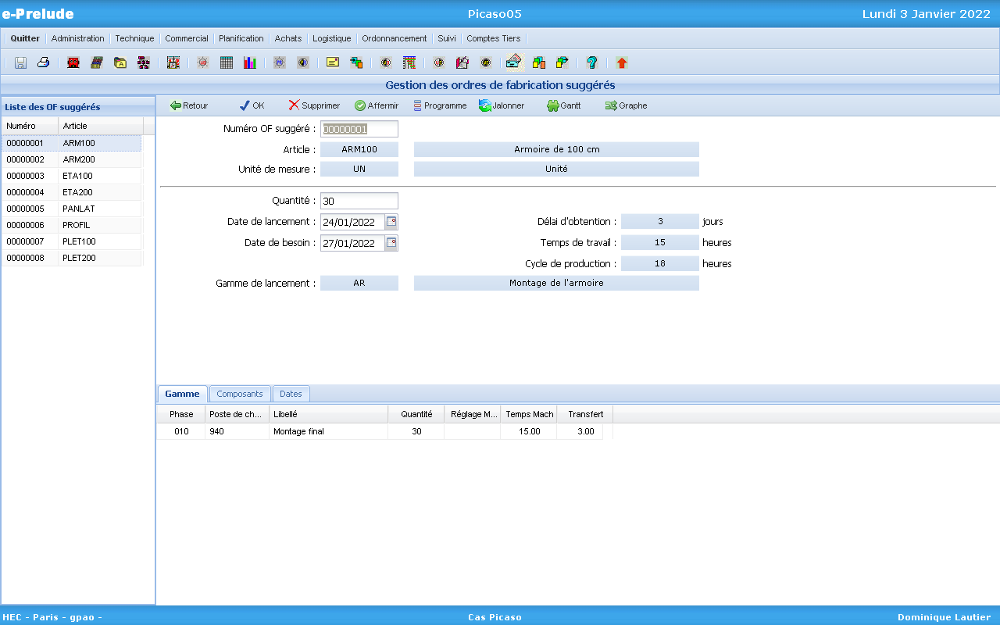 e-Prelude Picaso05 Lundi 3 Janvier 2022
Quitter Administration Technique Commercial Planification Achats Logistique Ordonnancement Suivi Comptes Tiers
Gestion des ordres de fabrication suggérés
Liste des OF suggérés
Numéro Article
00000001 ARM100
00000002 ARM200
00000003 ETA100
00000004 ETA200
00000005 PANLAT
00000006 PROFIL
00000007 PLET100
00000008 PLET200
Retour OK Supprimer Affermir Programme Jalonner Gantt Graphe
Numéro OF suggéré : 00000001
Article : ARM100 Armoire de 100 cm
Unité de mesure : UN Unité
Quantité : 30
Date de lancement : 24/01/2022 Délai d'obtention : 3 jours
Date de besoin : 27/01/2022 Temps de travail : 15 heures
Cycle de production : 18 heures
Gamme de lancement : AR Montage de l'armoire
Gamme Composants Dates
Phase Poste de ch... Libellé Quantité Réglage M... Temps Mach Transfert
010 940 Montage final 30 15.00 3.00
HEC - Paris - gpao - Cas Picaso Dominique Lautier